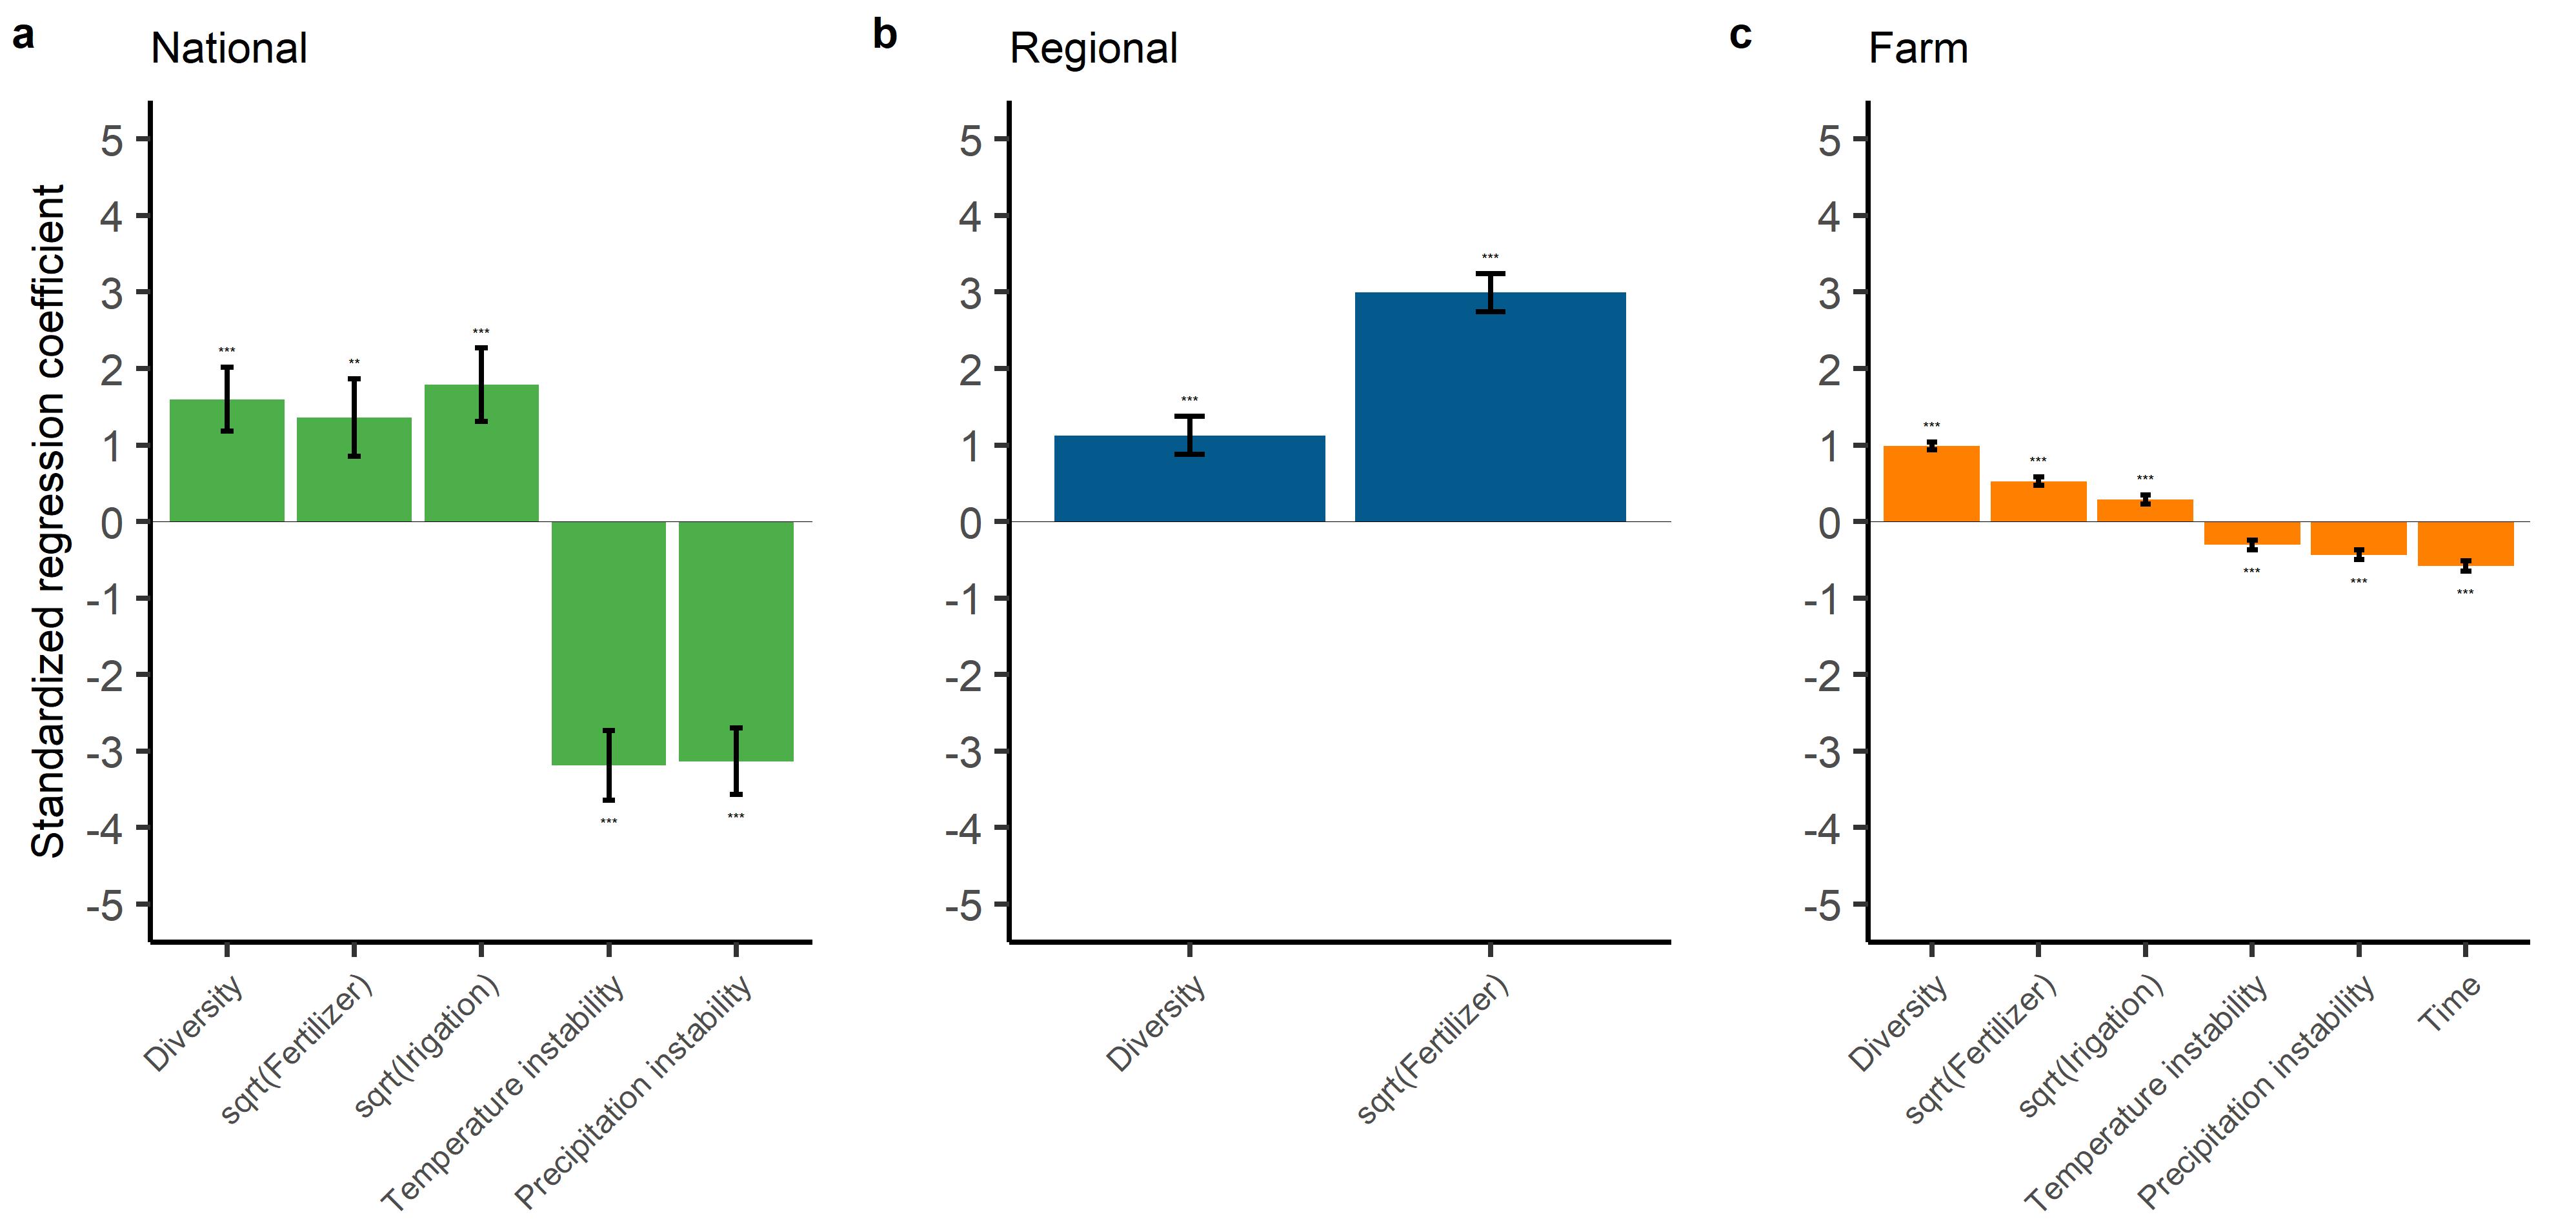 a
National
Standardized regression coefficient
5
4
3
2
1
0
-1
-2
-3
-4
-5
***
**
***
***
***
Diversity
sqrt(Fertilizer)
sqrt(Irigation)
Temperature instability
Precipitation instability
b
Regional
5
4
3
2
1
0
-1
-2
-3
-4
-5
***
***
Diversity
sqrt(Fertilizer)
c
Farm
5
4
3
2
1
0
-1
-2
-3
-4
-5
***
***
***
***
***
***
Diversity
sqrt(Fertilizer)
sqrt(Irigation)
Temperature instability
Precipitation instability
Time